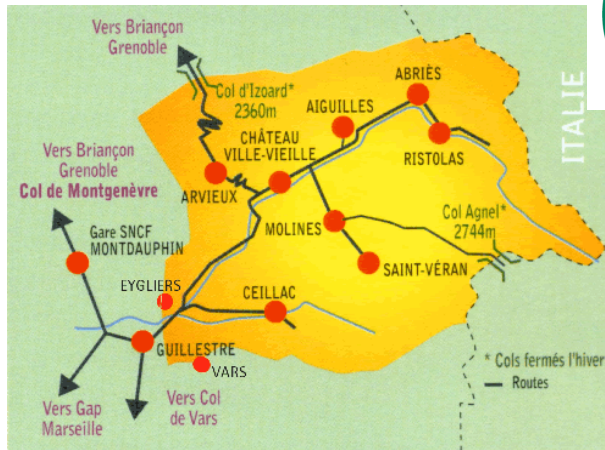 Vers Briançon
Grenoble
Col d'Izoard*
2360m
ABRIÈS
AIGUILLES
CHÂTEAU
VILLE-VIEILLE
RISTOLAS
ITALIE
Vers Briançon
Grenoble
Col de Montgenèvre
ARVIEUX
Gare SNCF
MONTDAUPHIN
MOLINES
Col Agnel*
2744m
SAINT-VÉRAN
EYGLIERS
CEILLAC
GUILLESTRE
VARS
Vers Gap
Marseille
Vers Col
de Vars
* Cols fermés l'hiver
Routes